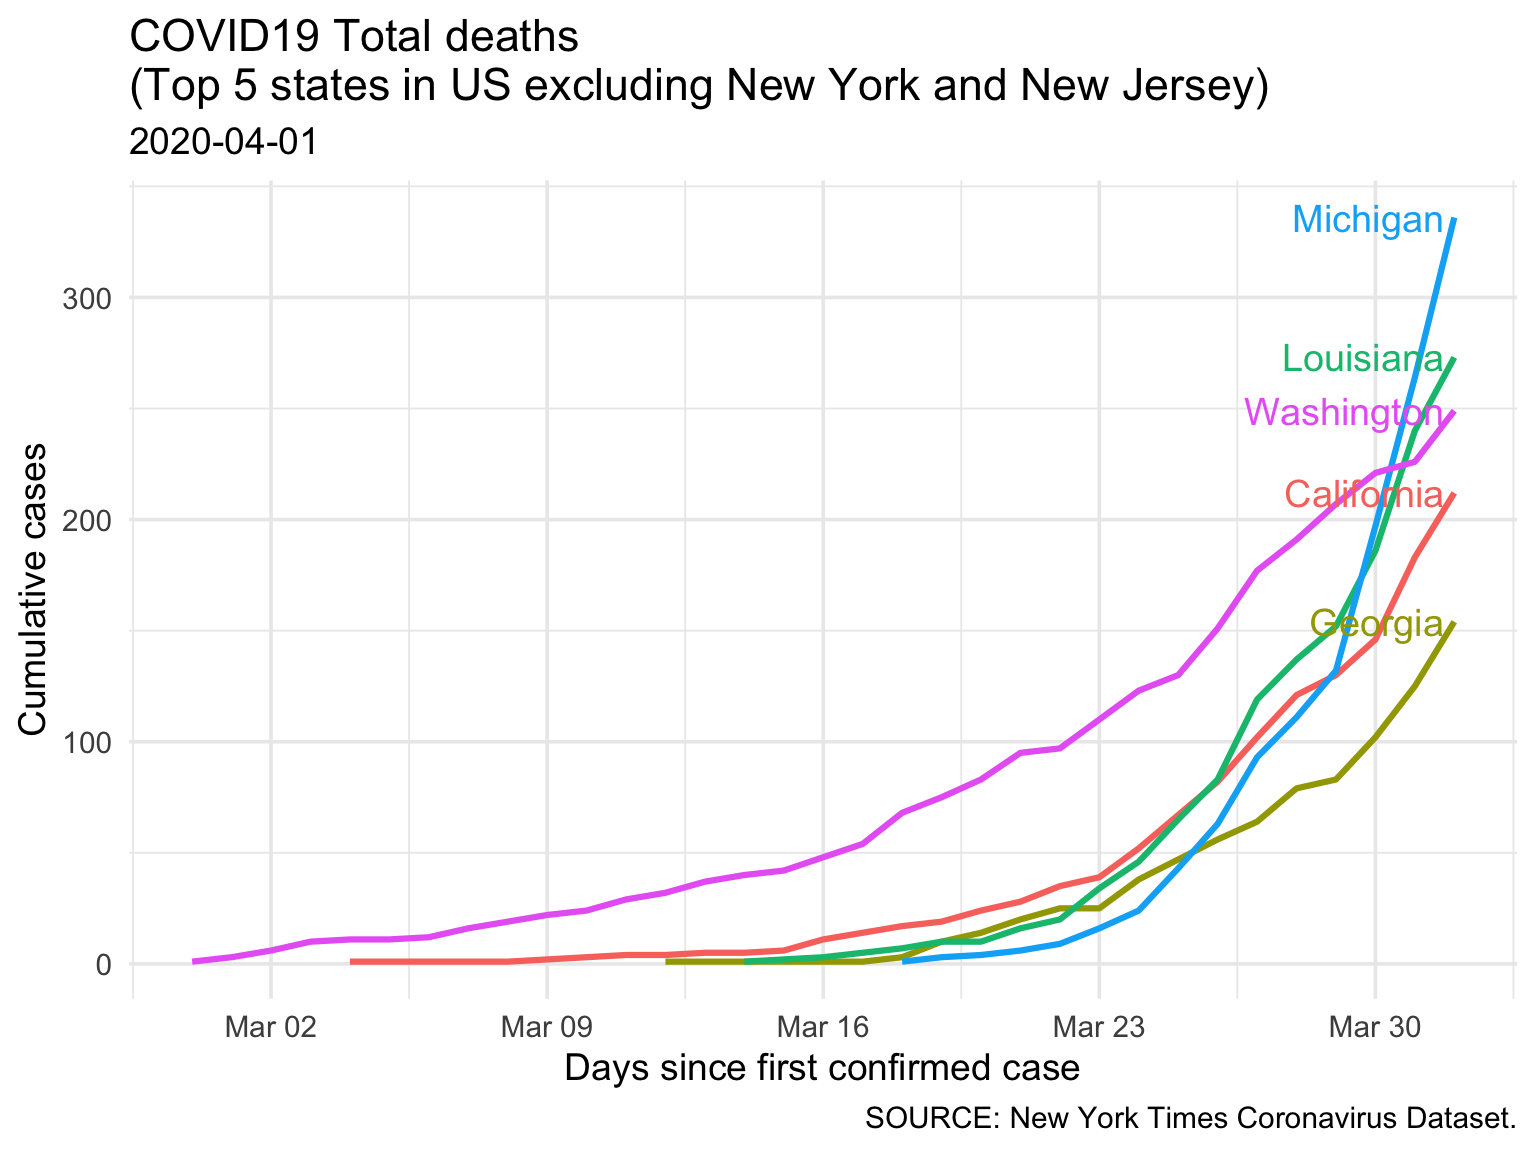 COVID19 Total deaths
(Top 5 states in US excluding New York and New Jersey)
2020-04-01
Michigan
300
Louisiana
Washington
California
200
Georgia
Cumulative cases
100
0
Mar 02
Mar 09
Mar 16
Mar 23
Mar 30
Days since first confirmed case
SOURCE: New York Times Coronavirus Dataset.